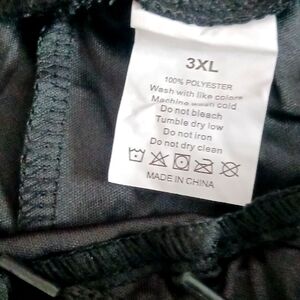 3XL
100% POLYESTER
Wash with like colors
Machine wash cold
Do not bleach
Tumble dry low
Do not iron
Do not dry clean
MADE IN CHINA